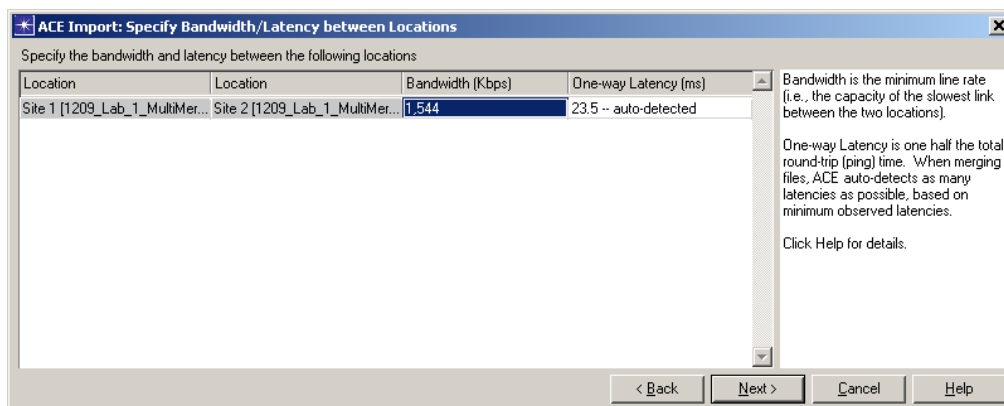 ACE Import: Specify Bandwidth/Latency between Locations
Specify the bandwidth and latency between the following locations
Location Location Bandwidth (Kbps) One-way Latency (ms)
Site 1 [1209_Lab_1_MultiMer... Site 2 [1209_Lab_1_MultiMer... 1,544 23.5 -- auto-detected
Bandwidth is the minimum line rate
(i.e., the capacity of the slowest link
between the two locations).
One-way Latency is one half the total
round-trip (ping) time. When merging
files, ACE auto-detects as many
latencies as possible, based on
minimum observed latencies.
Click Help for details.
< Back Next > Cancel Help